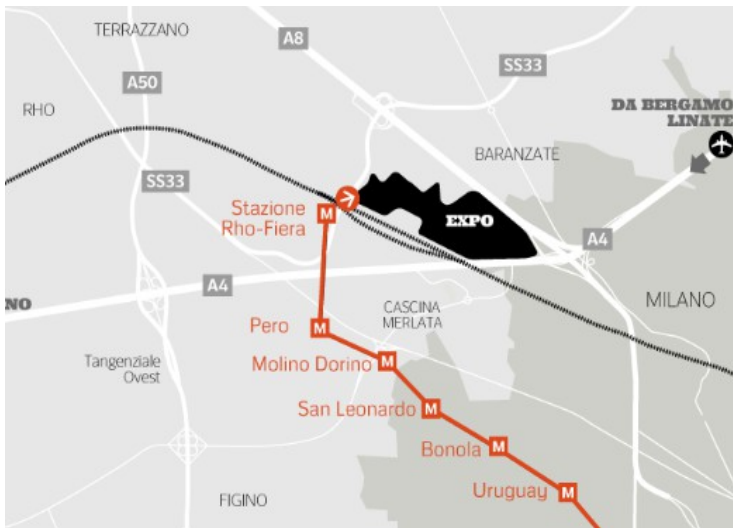 TERRAZZANO
A8
SS33
A50
RHO
DA BERGAMO
LINATE
BARANZATE
SS33
Stazione
Rho-Fiera
M
EXPO
A4
A4
NO
MILANO
CASCINA
MERLATA
Pero
M
Tangenziale
Ovest
Molino Dorino
M
San Leonardo
M
Bonola
M
Uruguay
M
FIGINO